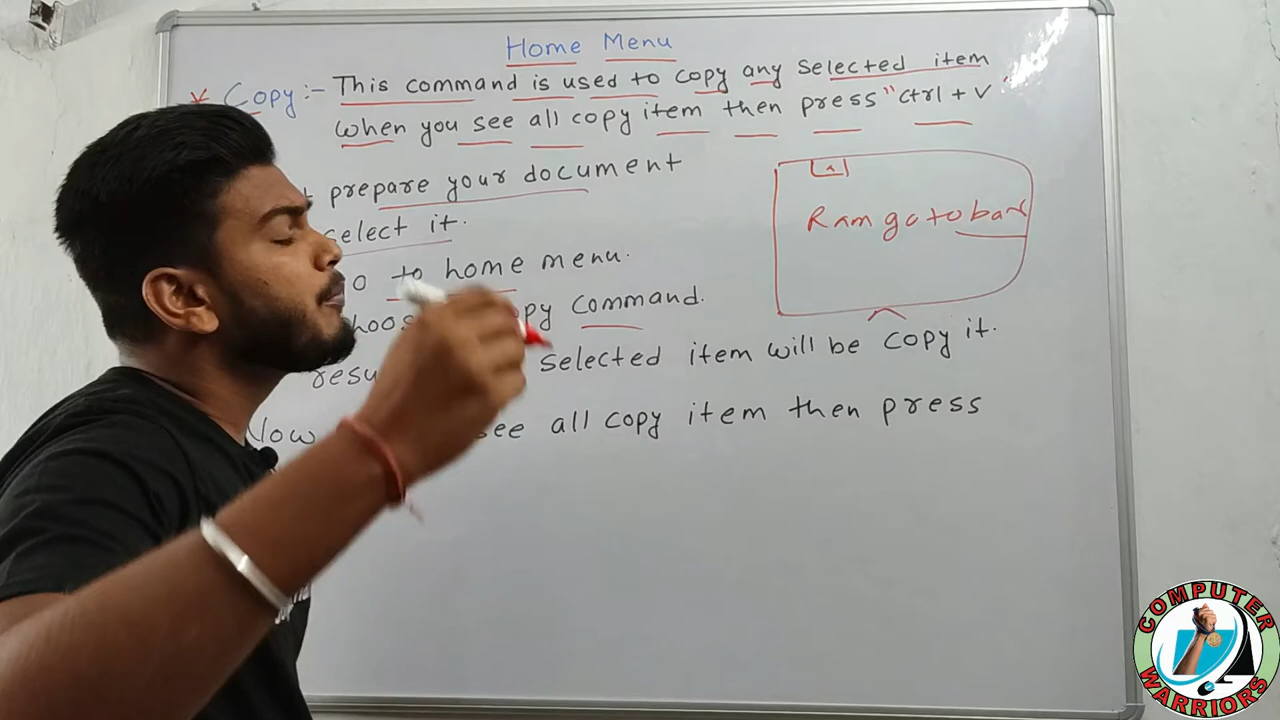 Home Menu
* Copy :- This command is used to copy any selected item
when you see all copy item then press "ctrl + v"
prepare your document
select it.
to home menu.
Command.
selected item will be copy it.
Now see all copy item then press
Ram go to
COMPUTER
WARRIORS